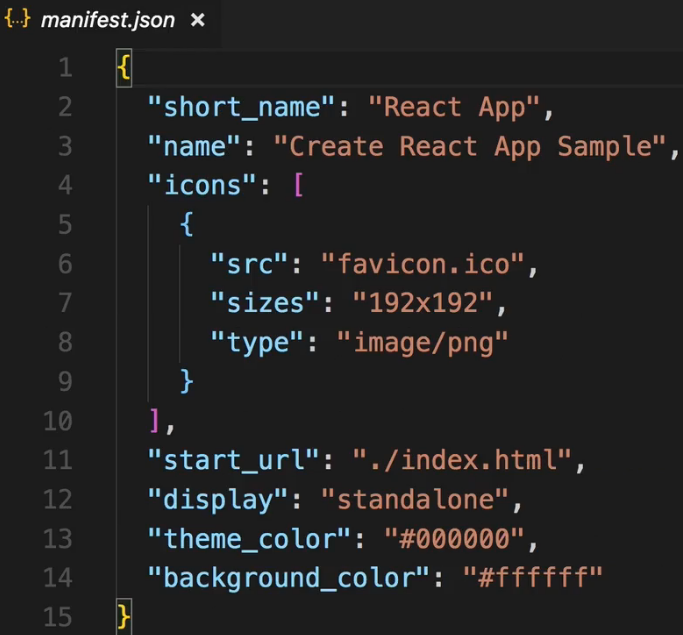 {..} manifest.json ×
1 {
2 "short_name": "React App",
3 "name": "Create React App Sample",
4 "icons": [
5 {
6 "src": "favicon.ico",
7 "sizes": "192x192",
8 "type": "image/png"
9 }
10 ],
11 "start_url": "./index.html",
12 "display": "standalone",
13 "theme_color": "#000000",
14 "background_color": "#ffffff"
15 }